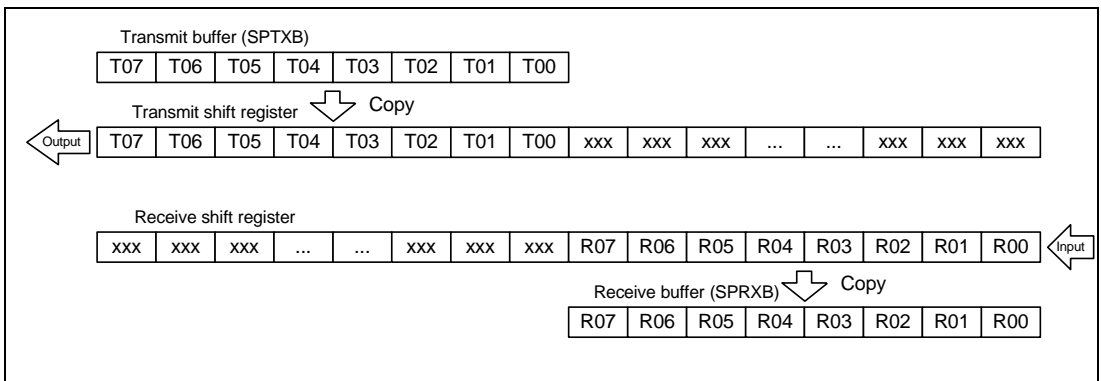 Transmit buffer (SPTXB)
T07 T06 T05 T04 T03 T02 T01 T00
Transmit shift register Copy
Output T07 T06 T05 T04 T03 T02 T01 T00 xxx xxx xxx ... ... xxx xxx xxx
Receive shift register
xxx xxx xxx ... ... xxx xxx xxx R07 R06 R05 R04 R03 R02 R01 R00 Input
Receive buffer (SPRXB) Copy
R07 R06 R05 R04 R03 R02 R01 R00